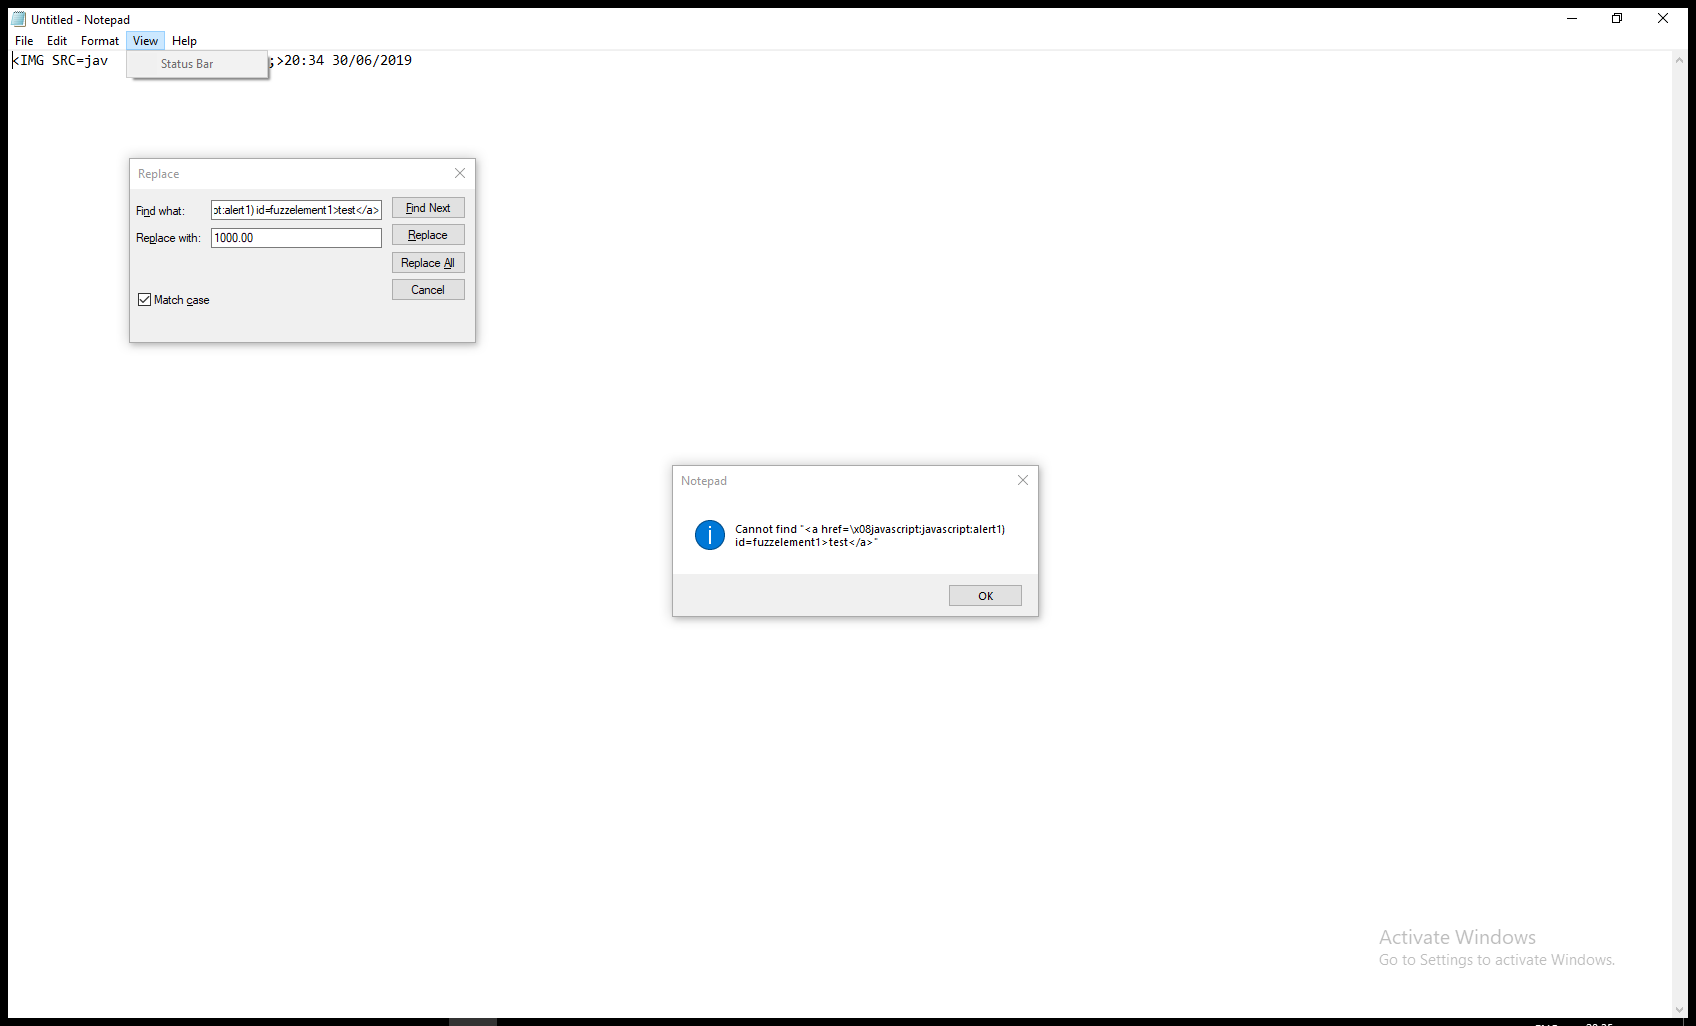 Untitled - Notepad
File Edit Format View Help
<IMG SRC=jav
;>20:34 30/06/2019
Status Bar
Replace
Find what:
pt:alert1) id=fuzzelement1>test</a>
Find Next
Replace with:
1000.00
Replace
Replace All
Cancel
Match case
Notepad
Cannot find "<a href=\x08javascript:javascript:alert1)
id=fuzzelement1>test</a>"
OK
Activate Windows
Go to Settings to activate Windows.